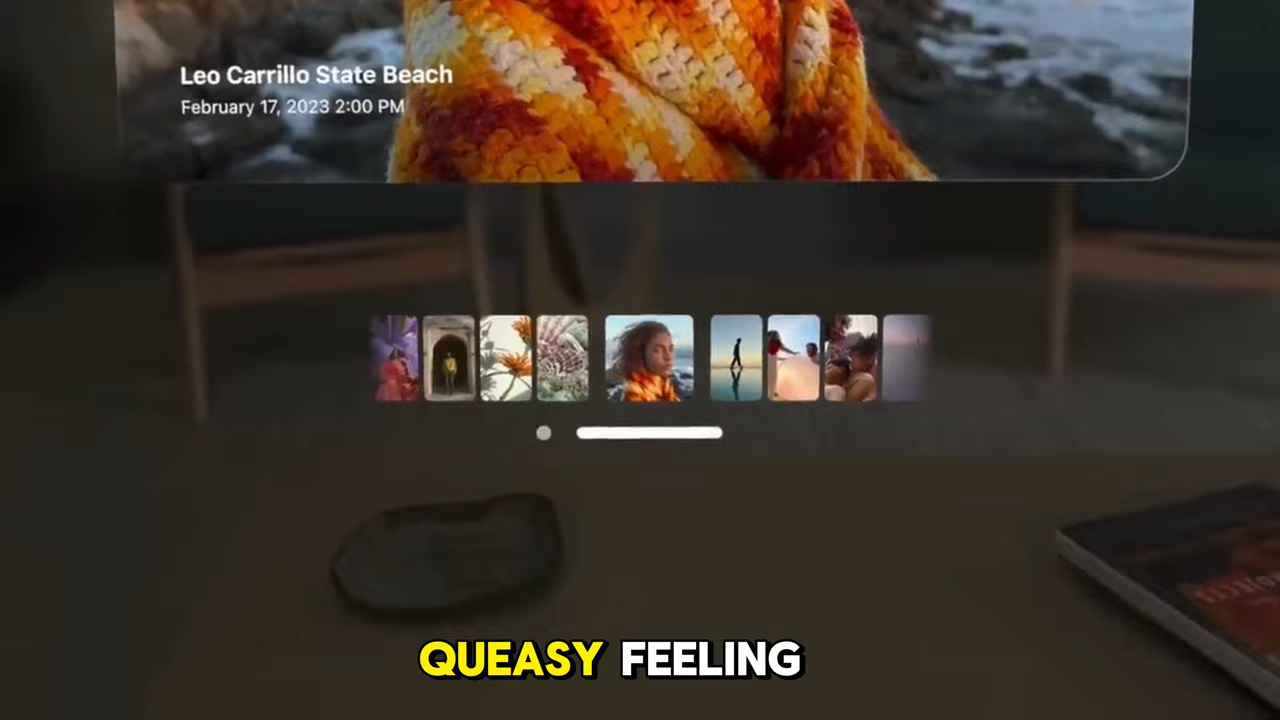 Leo Carrillo State Beach
February 17, 2023 2:00 PM
QUEASY FEELING